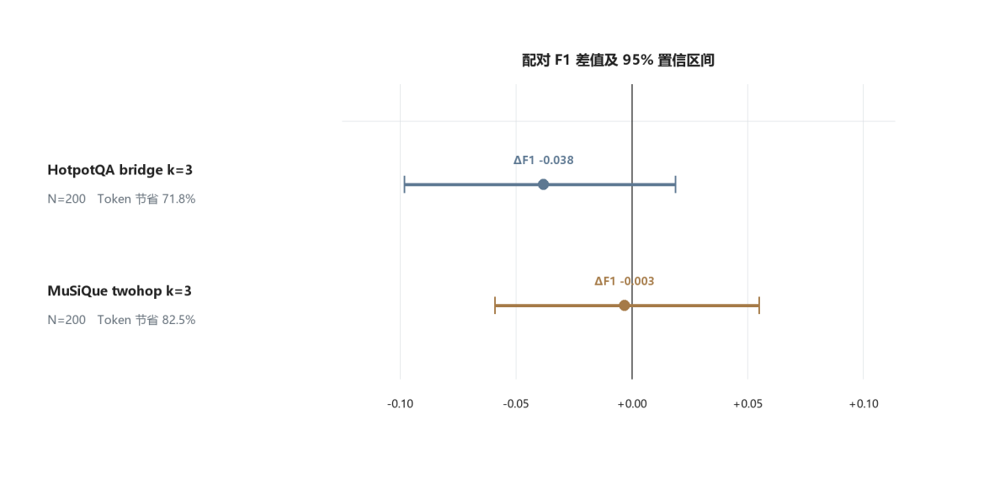 配对 F1 差值及 95% 置信区间
ΔF1 -0.038
HotpotQA bridge k=3
N=200 Token 节省 71.8%
ΔF1 -0.003
MuSiQue twohop k=3
N=200 Token 节省 82.5%
-0.10 -0.05 +0.00 +0.05 +0.10